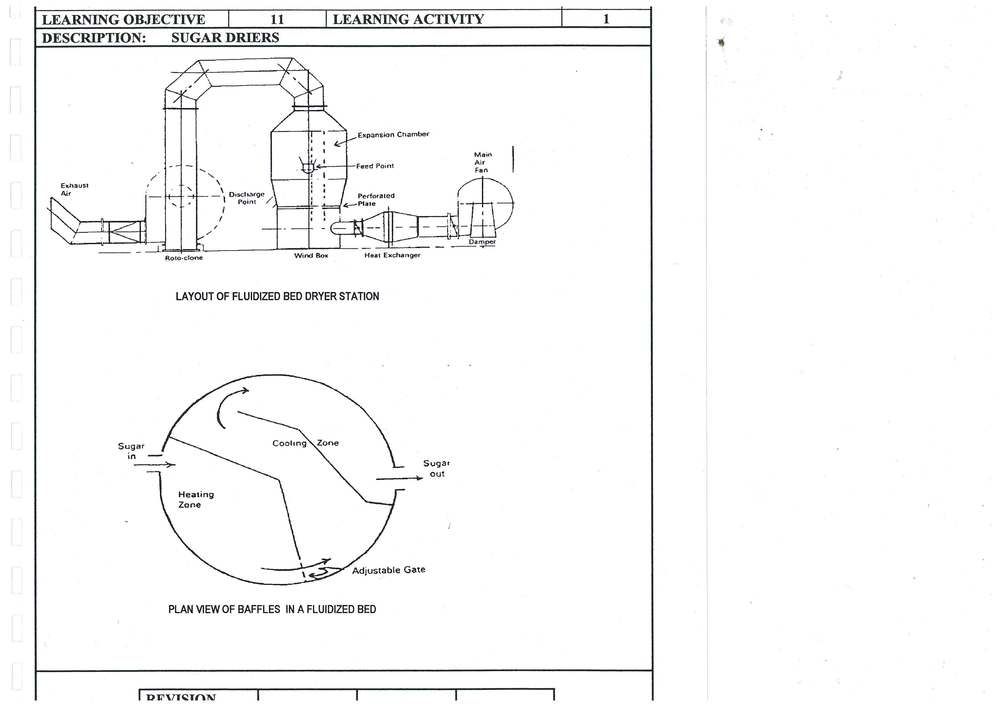 LEARNING OBJECTIVE 11 LEARNING ACTIVITY 1
DESCRIPTION: SUGAR DRIERS
Expansion Chamber
Feed Point
Main
Air
Fan
Exhaust
Air
Discharge
Point
Perforated
Plate
Damper
Roto-clone
Wind Box
Heat Exchanger
LAYOUT OF FLUIDIZED BED DRYER STATION
Cooling Zone
Sugar
in
Sugar
out
Heating
Zone
Adjustable Gate
PLAN VIEW OF BAFFLES IN A FLUIDIZED BED
REVISION